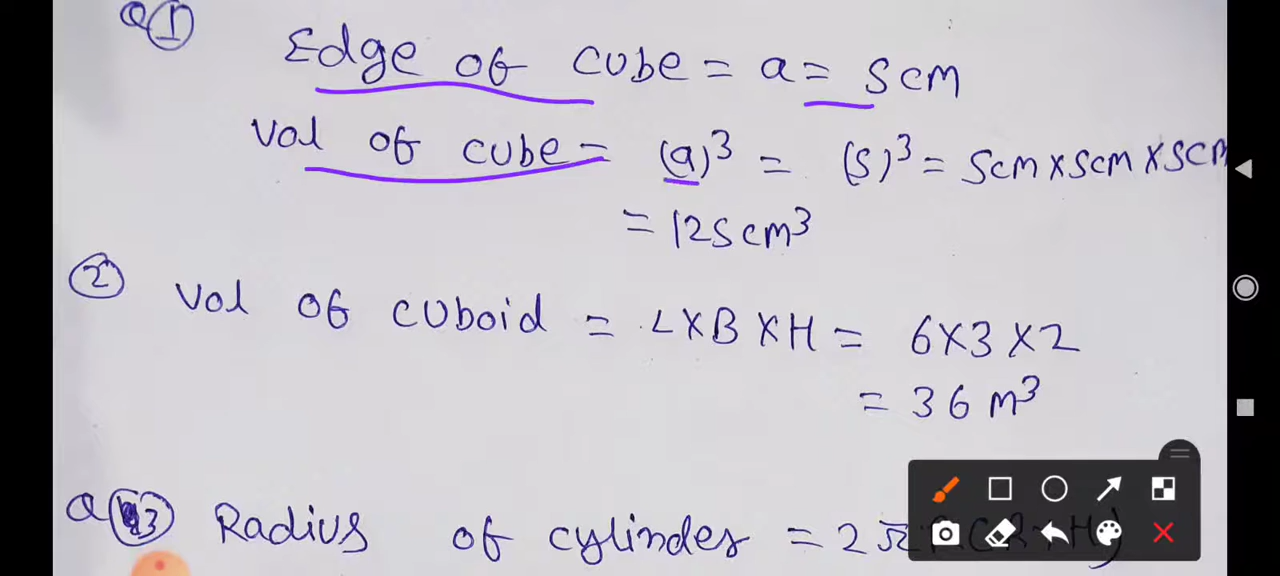 Q①
Edge of cube = a = 5cm
Vol of cube = (a)³ = (5)³ = 5cm×5cm×5cm
= 125cm³
② Vol of cuboid = L×B×H = 6×3×2
= 36 m³
Q③ Radius of cylinder = 2π